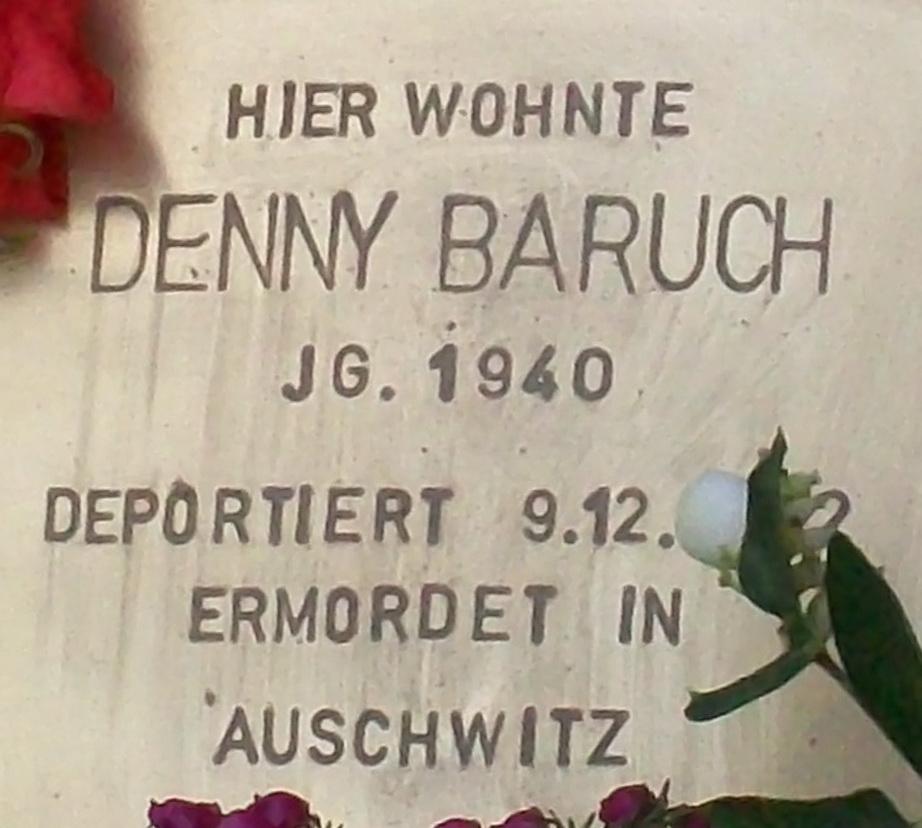 HIER WOHNTE
DENNY BARUCH
JG. 1940
DEPORTIERT 9.12.
ERMORDET IN
AUSCHWITZ